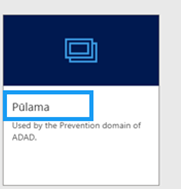 Pūlama
Used by the Prevention domain of
ADAD.